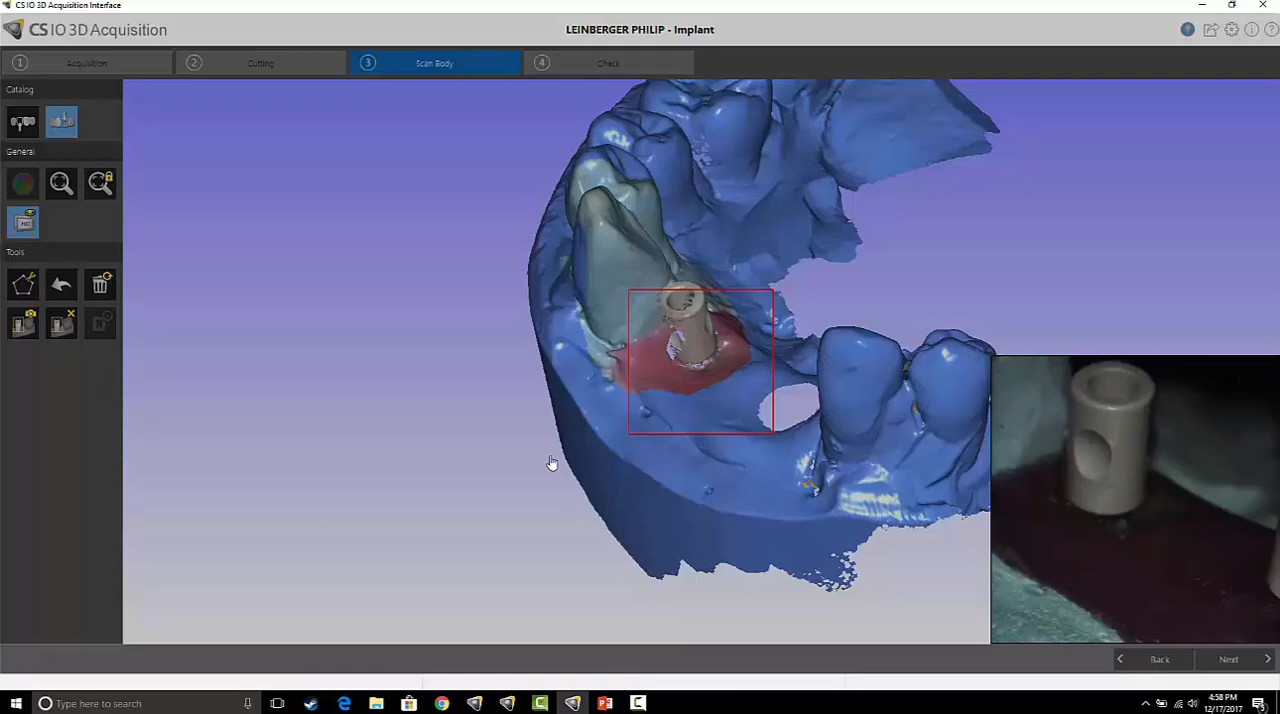 CS IO 3D Acquisition Interface
CS IO 3D Acquisition
LEINBERGER PHILIP - Implant
1 Acquisition
2 Cutting
3 Scan Body
4 Check
Catalog
General
HD
Tools
Back
Next
Type here to search
4:58 PM
12/17/2017